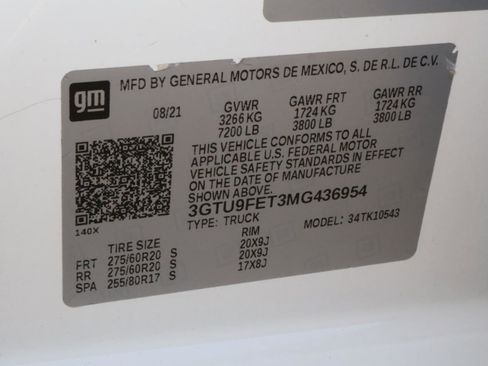 gm
MFD BY GENERAL MOTORS DE MEXICO, S. DE R.L. DE C.V.
08/21 GVWR GAWR FRT GAWR RR
3266 KG 1724 KG 1724 KG
7200 LB 3800 LB 3800 LB
THIS VEHICLE CONFORMS TO ALL
APPLICABLE U.S. FEDERAL MOTOR
VEHICLE SAFETY STANDARDS IN EFFECT
ON THE DATE OF MANUFACTURE
SHOWN ABOVE.
3GTU9FET3MG436954
TYPE: TRUCK MODEL: 34TK10543
140X
TIRE SIZE RIM
FRT 275/60R20 S 20X9J
RR 275/60R20 S 20X9J
SPA 255/80R17 S 17X8J